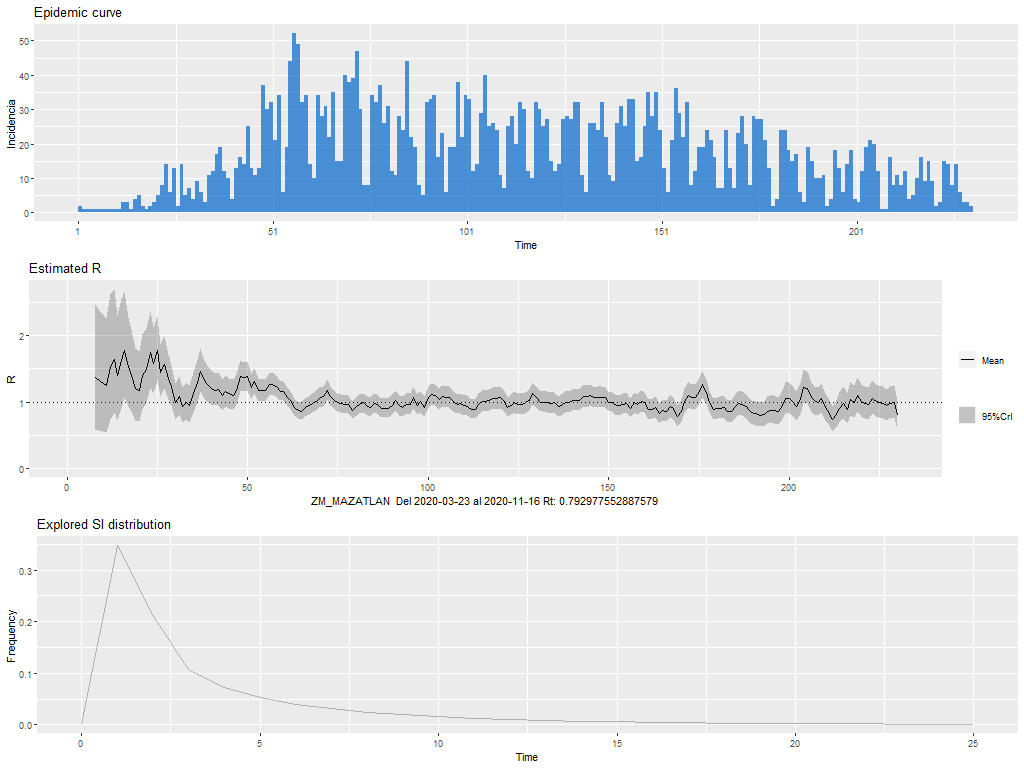 Epidemic curve
50
40
30
20
10
0
Incidencia
1
51
101
151
201
Time
Estimated R
2
1
0
R
0
50
100
150
200
ZM_MAZATLAN Del 2020-03-23 al 2020-11-16 Rt: 0.792977552887579
Mean
95%CrI
Explored SI distribution
0.3
0.2
0.1
0.0
Frequency
0
5
10
15
20
25
Time